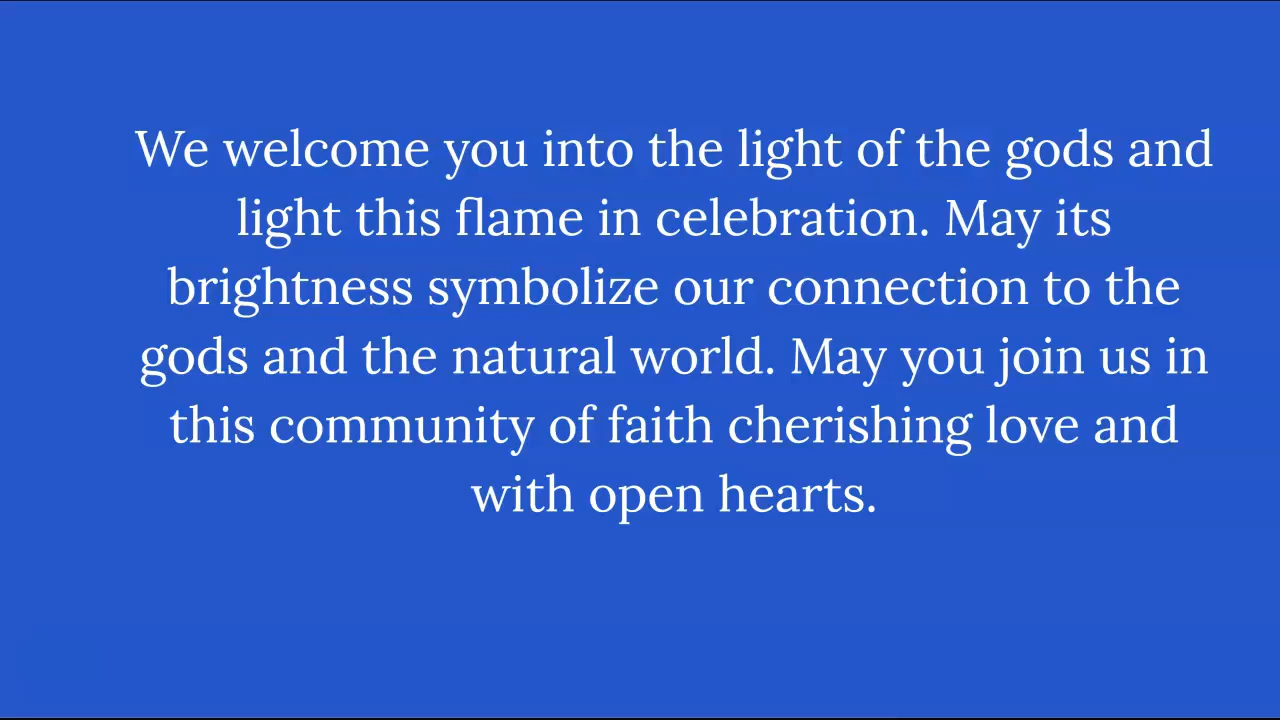 We welcome you into the light of the gods and
light this flame in celebration. May its
brightness symbolize our connection to the
gods and the natural world. May you join us in
this community of faith cherishing love and
with open hearts.